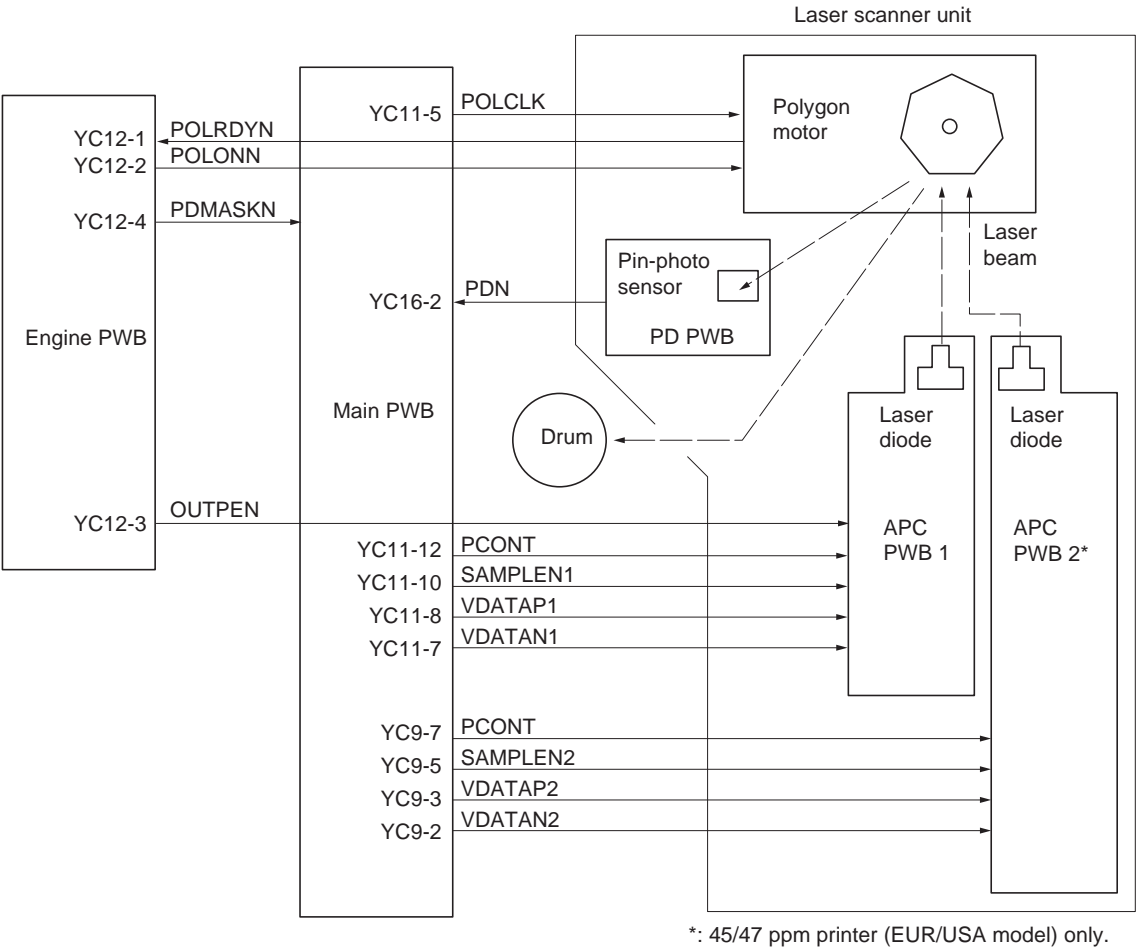 Laser scanner unit
YC11-5 POLCLK
Polygon
motor
YC12-1 POLRDYN
YC12-2 POLONN
YC12-4 PDMASKN
Laser
beam
Pin-photo
sensor
YC16-2 PDN
PD PWB
Engine PWB
Main PWB
Drum
Laser
diode
Laser
diode
YC12-3 OUTPEN
APC
PWB 1
APC
PWB 2*
YC11-12 PCONT
YC11-10 SAMPLEN1
YC11-8 VDATAP1
YC11-7 VDATAN1
YC9-7 PCONT
YC9-5 SAMPLEN2
YC9-3 VDATAP2
YC9-2 VDATAN2
*: 45/47 ppm printer (EUR/USA model) only.